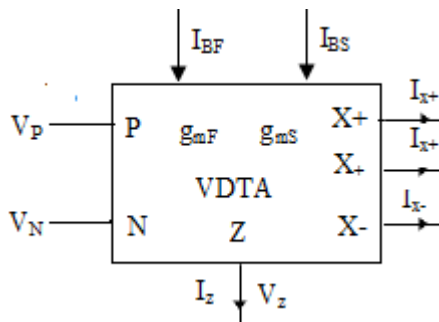 I_BF I_BS
I_x+
V_P P g_mF g_mS X+
I_x+
X+
VDTA
I_x-
V_N N Z X-
I_z V_z